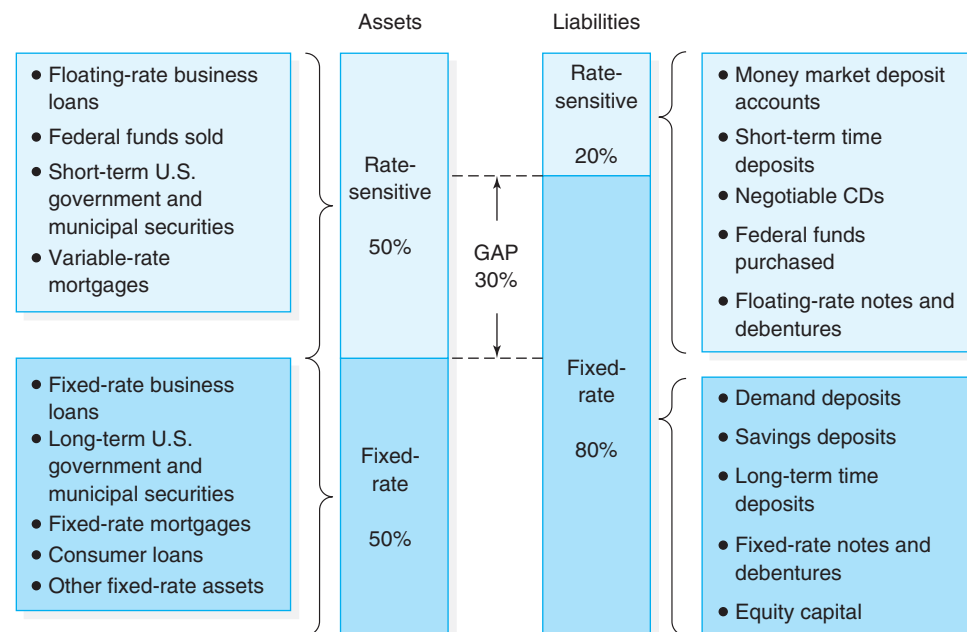 Assets
Liabilities
• Floating-rate business
loans
• Federal funds sold
• Short-term U.S.
government and
municipal securities
• Variable-rate
mortgages
• Fixed-rate business
loans
• Long-term U.S.
government and
municipal securities
• Fixed-rate mortgages
• Consumer loans
• Other fixed-rate assets
Rate-
sensitive
50%
Fixed-
rate
50%
GAP
30%
Rate-
sensitive
20%
Fixed-
rate
80%
• Money market deposit
accounts
• Short-term time
deposits
• Negotiable CDs
• Federal funds
purchased
• Floating-rate notes and
debentures
• Demand deposits
• Savings deposits
• Long-term time
deposits
• Fixed-rate notes and
debentures
• Equity capital